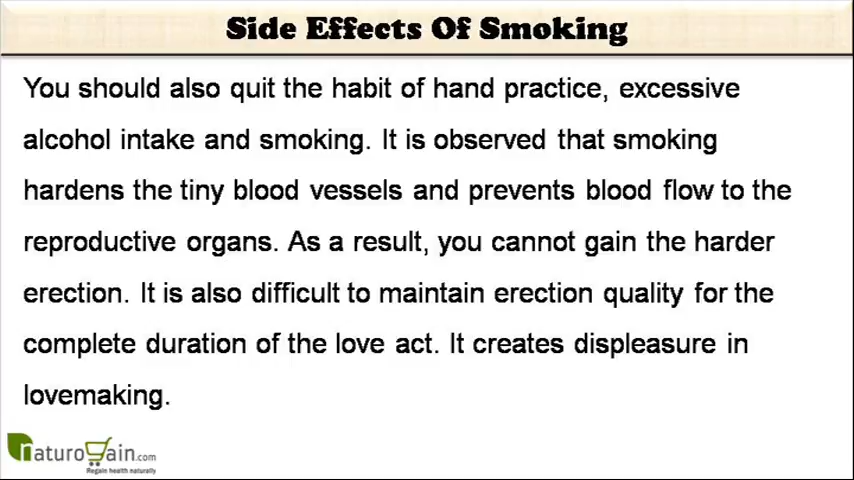 Side Effects Of Smoking
You should also quit the habit of hand practice, excessive
alcohol intake and smoking. It is observed that smoking
hardens the tiny blood vessels and prevents blood flow to the
reproductive organs. As a result, you cannot gain the harder
erection. It is also difficult to maintain erection quality for the
complete duration of the love act. It creates displeasure in
lovemaking.
naturogain.com
Regain health naturally